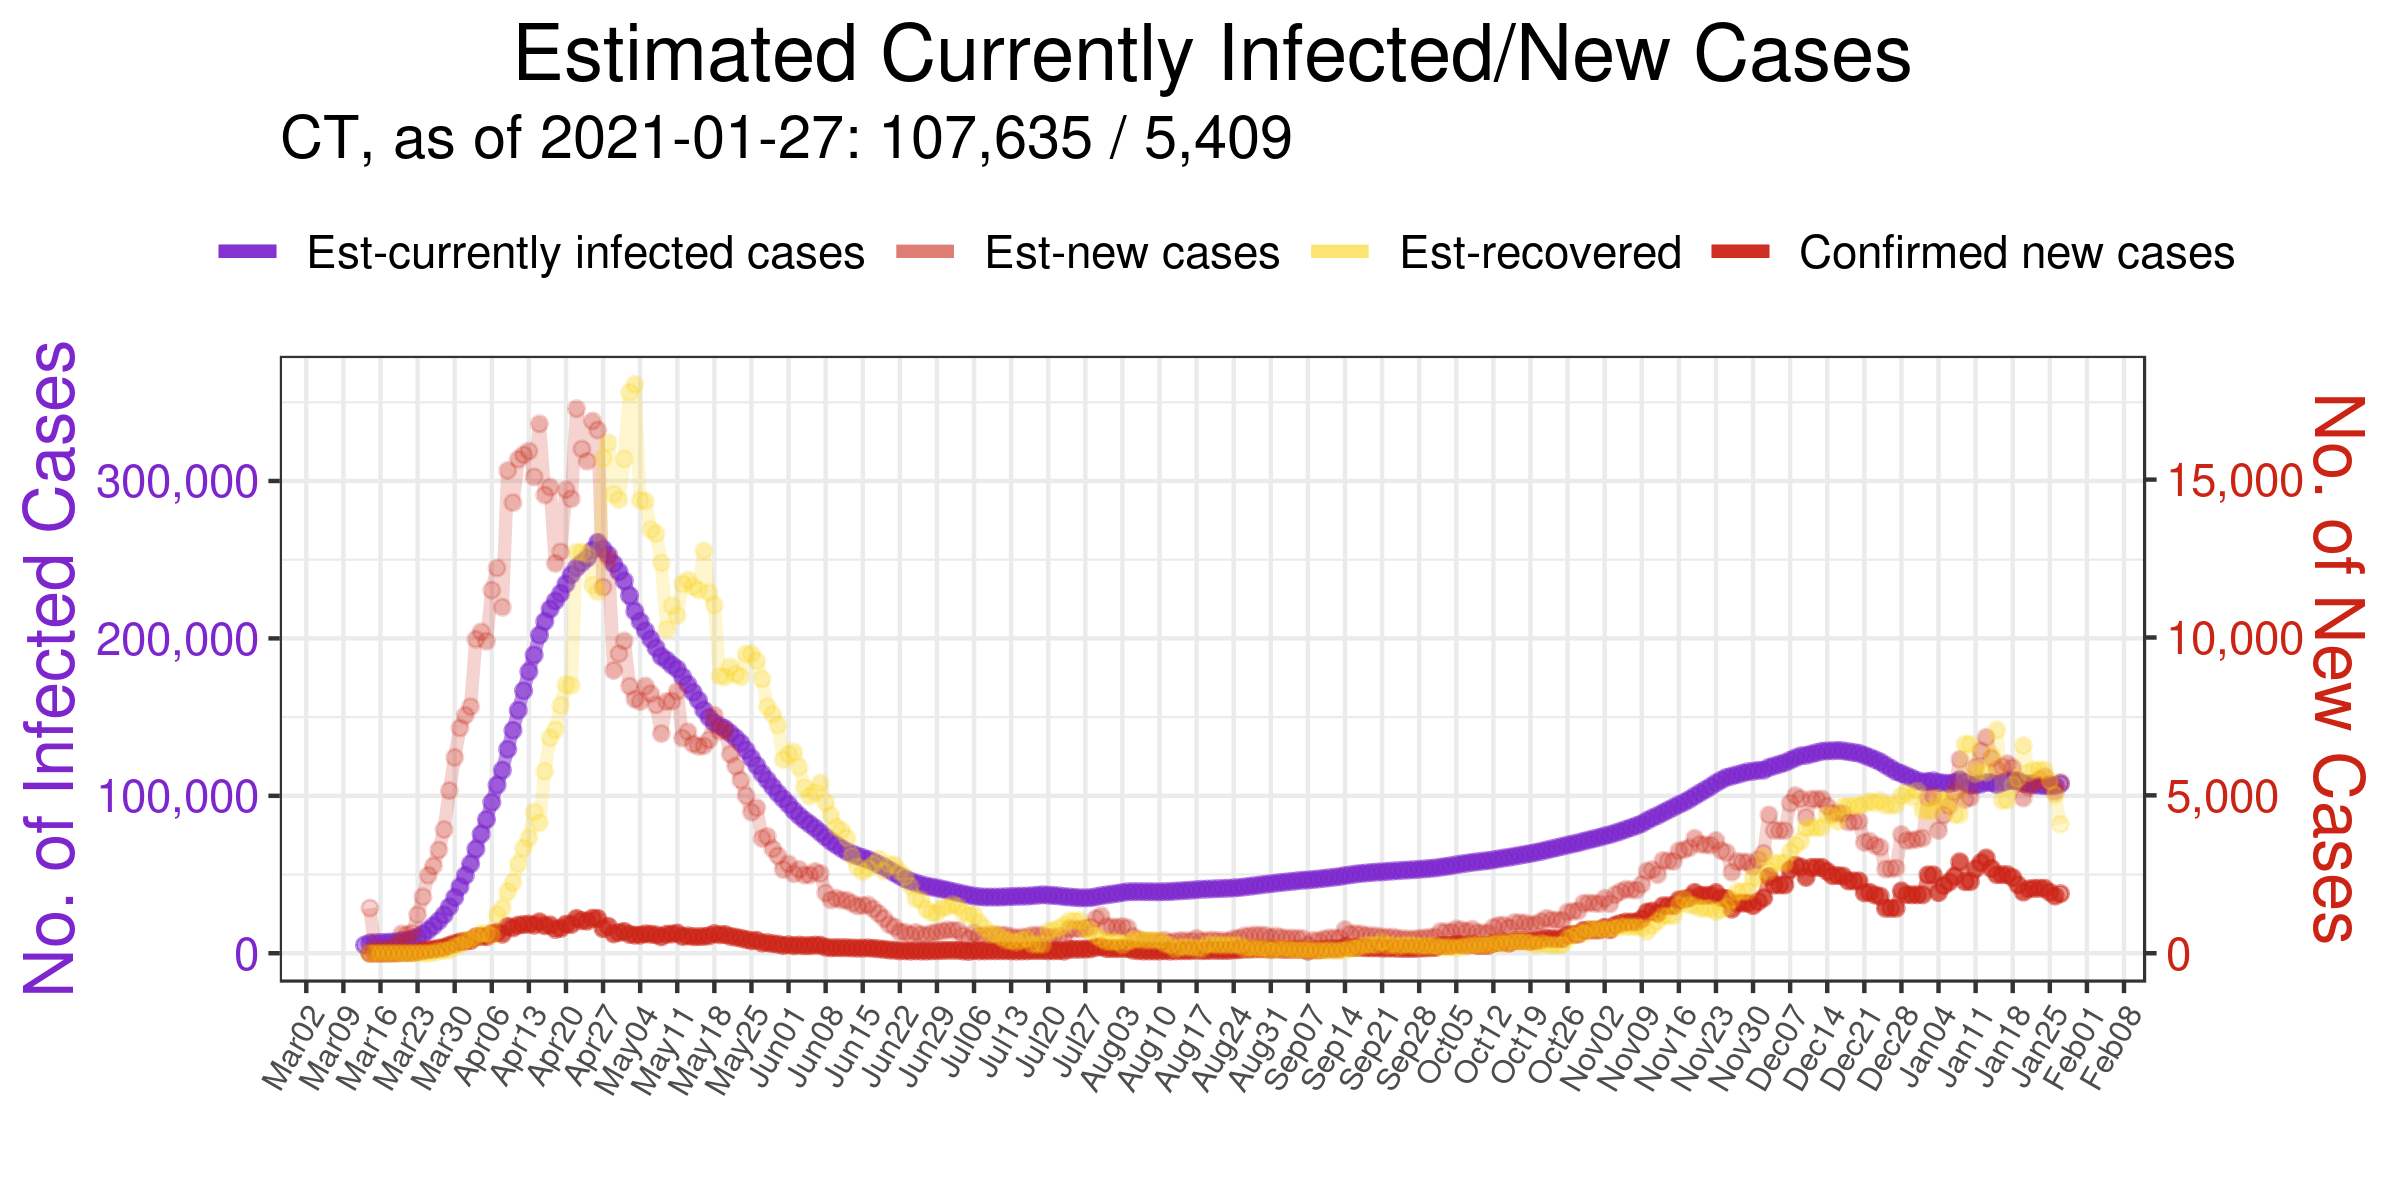 Estimated Currently Infected/New Cases
CT, as of 2021-01-27: 107,635 / 5,409
Est-currently infected cases Est-new cases Est-recovered Confirmed new cases
No. of Infected Cases
300,000
200,000
100,000
0
15,000
10,000
5,000
0
No. of New Cases
Mar02 Mar09 Mar16 Mar23 Mar30 Apr06 Apr13 Apr20 Apr27 May04 May11 May18 May25 Jun01 Jun08 Jun15 Jun22 Jun29 Jul06 Jul13 Jul20 Jul27 Aug03 Aug10 Aug17 Aug24 Aug31 Sep07 Sep14 Sep21 Sep28 Oct05 Oct12 Oct19 Oct26 Nov02 Nov09 Nov16 Nov23 Nov30 Dec07 Dec14 Dec21 Dec28 Jan04 Jan11 Jan18 Jan25 Feb01 Feb08